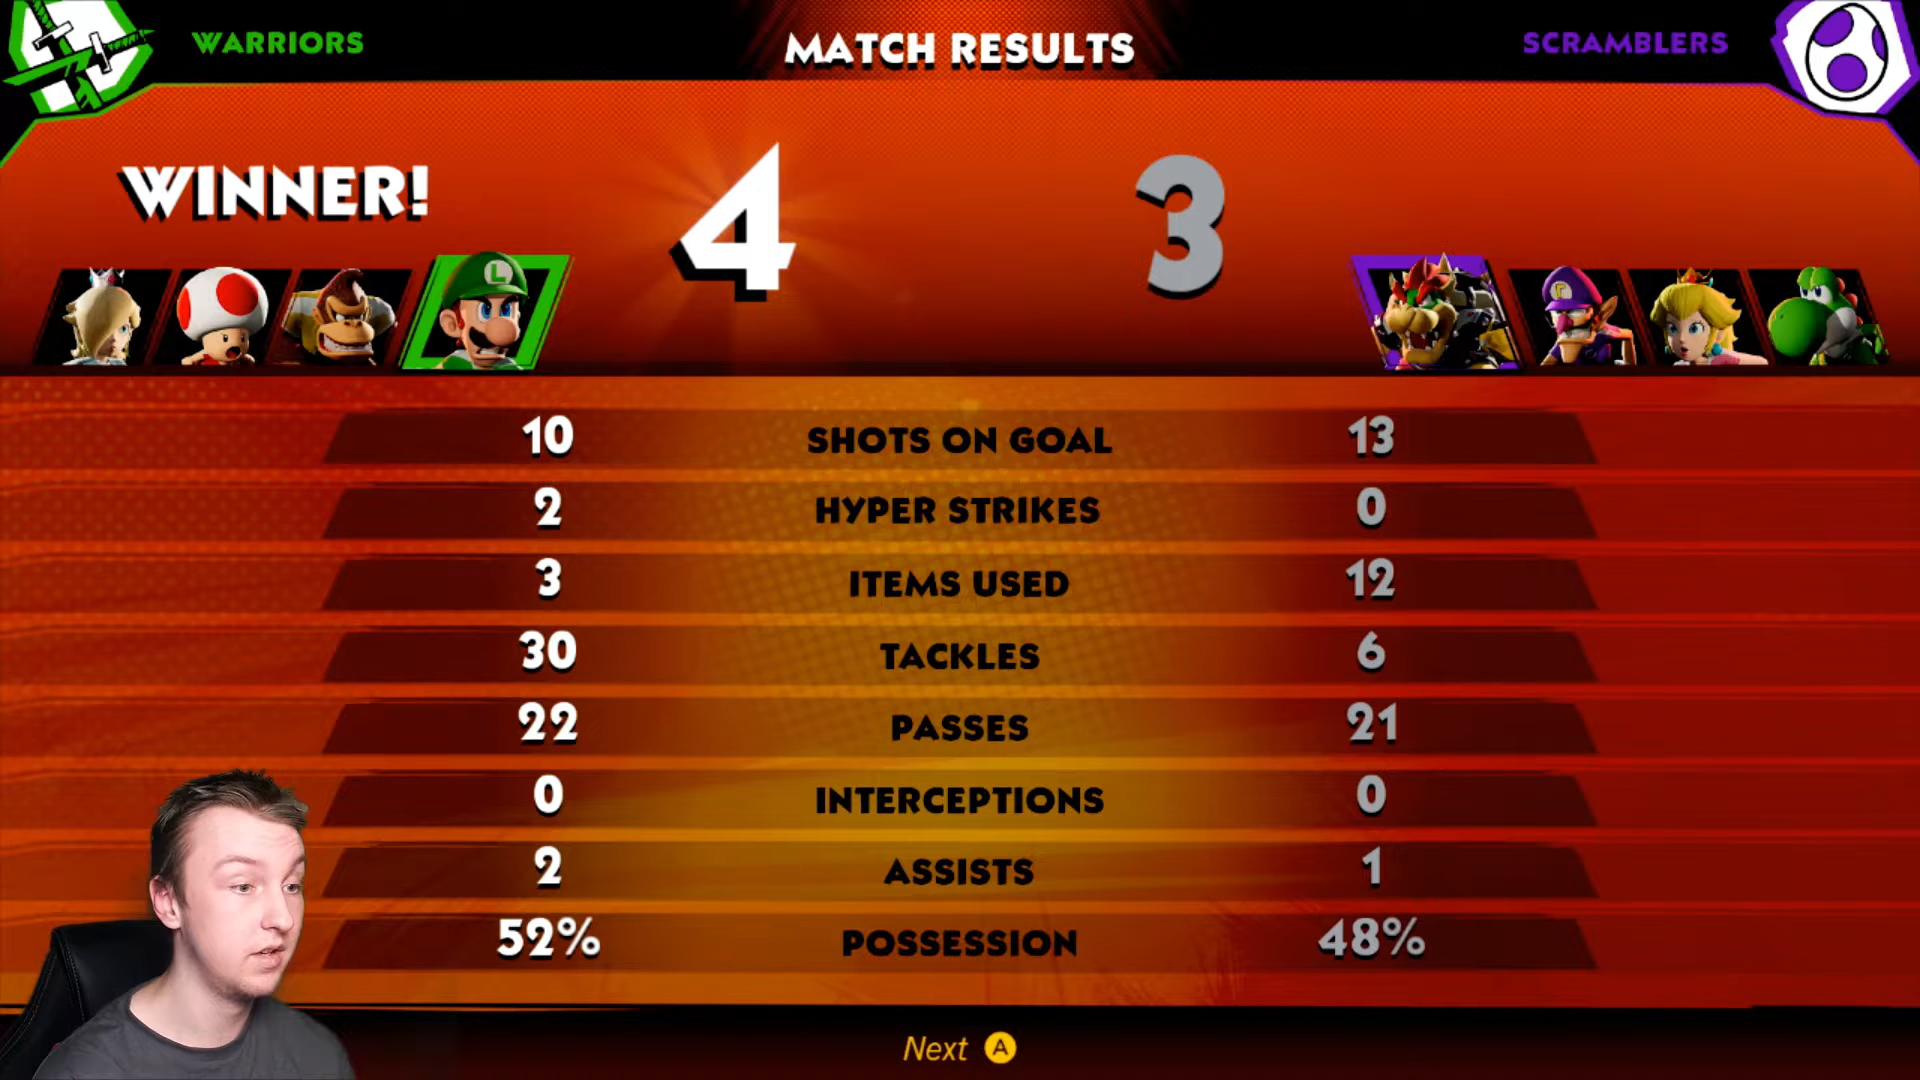 WARRIORS
MATCH RESULTS
SCRAMBLERS
WINNER!
4 3
L
10 SHOTS ON GOAL 13
2 HYPER STRIKES 0
3 ITEMS USED 12
30 TACKLES 6
22 PASSES 21
0 INTERCEPTIONS 0
2 ASSISTS 1
52% POSSESSION 48%
Next A